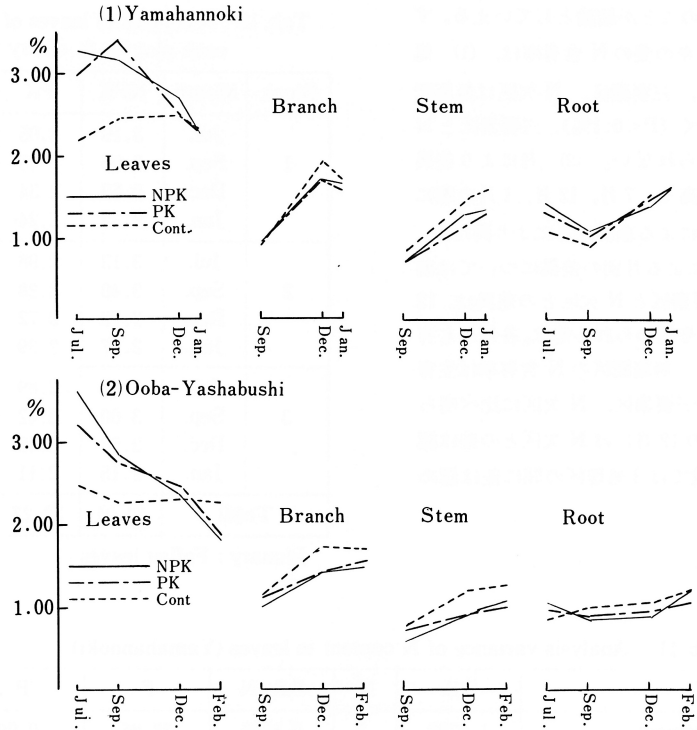 (1) Yamahannoki
%
3.00
2.00
1.00
Branch Stem Root
Leaves
NPK
PK
Cont.
Jul. Sep. Dec. Jan. Sep. Dec. Jan. Sep. Dec. Jan. Jul. Sep. Dec. Jan.
(2) Ooba-Yashabushi
%
3.00
2.00
1.00
Leaves Branch Stem Root
NPK
PK
Cont
Jul. Sep. Dec. Feb. Sep. Dec. Feb. Sep. Dec. Feb. Jul. Sep. Dec. Feb.